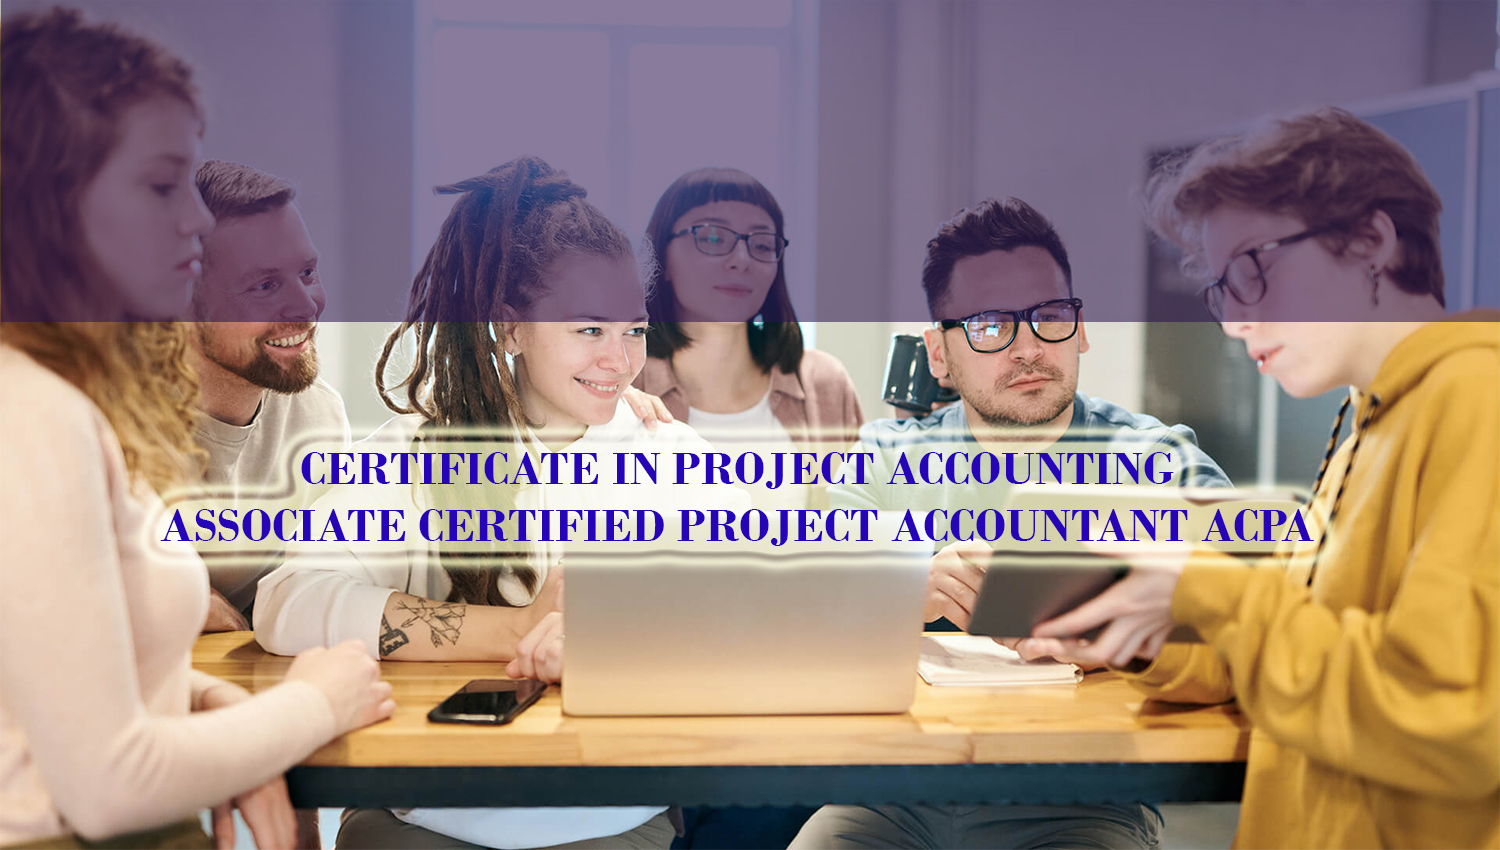 CERTIFICATE IN PROJECT ACCOUNTING
ASSOCIATE CERTIFIED PROJECT ACCOUNTANT ACPA